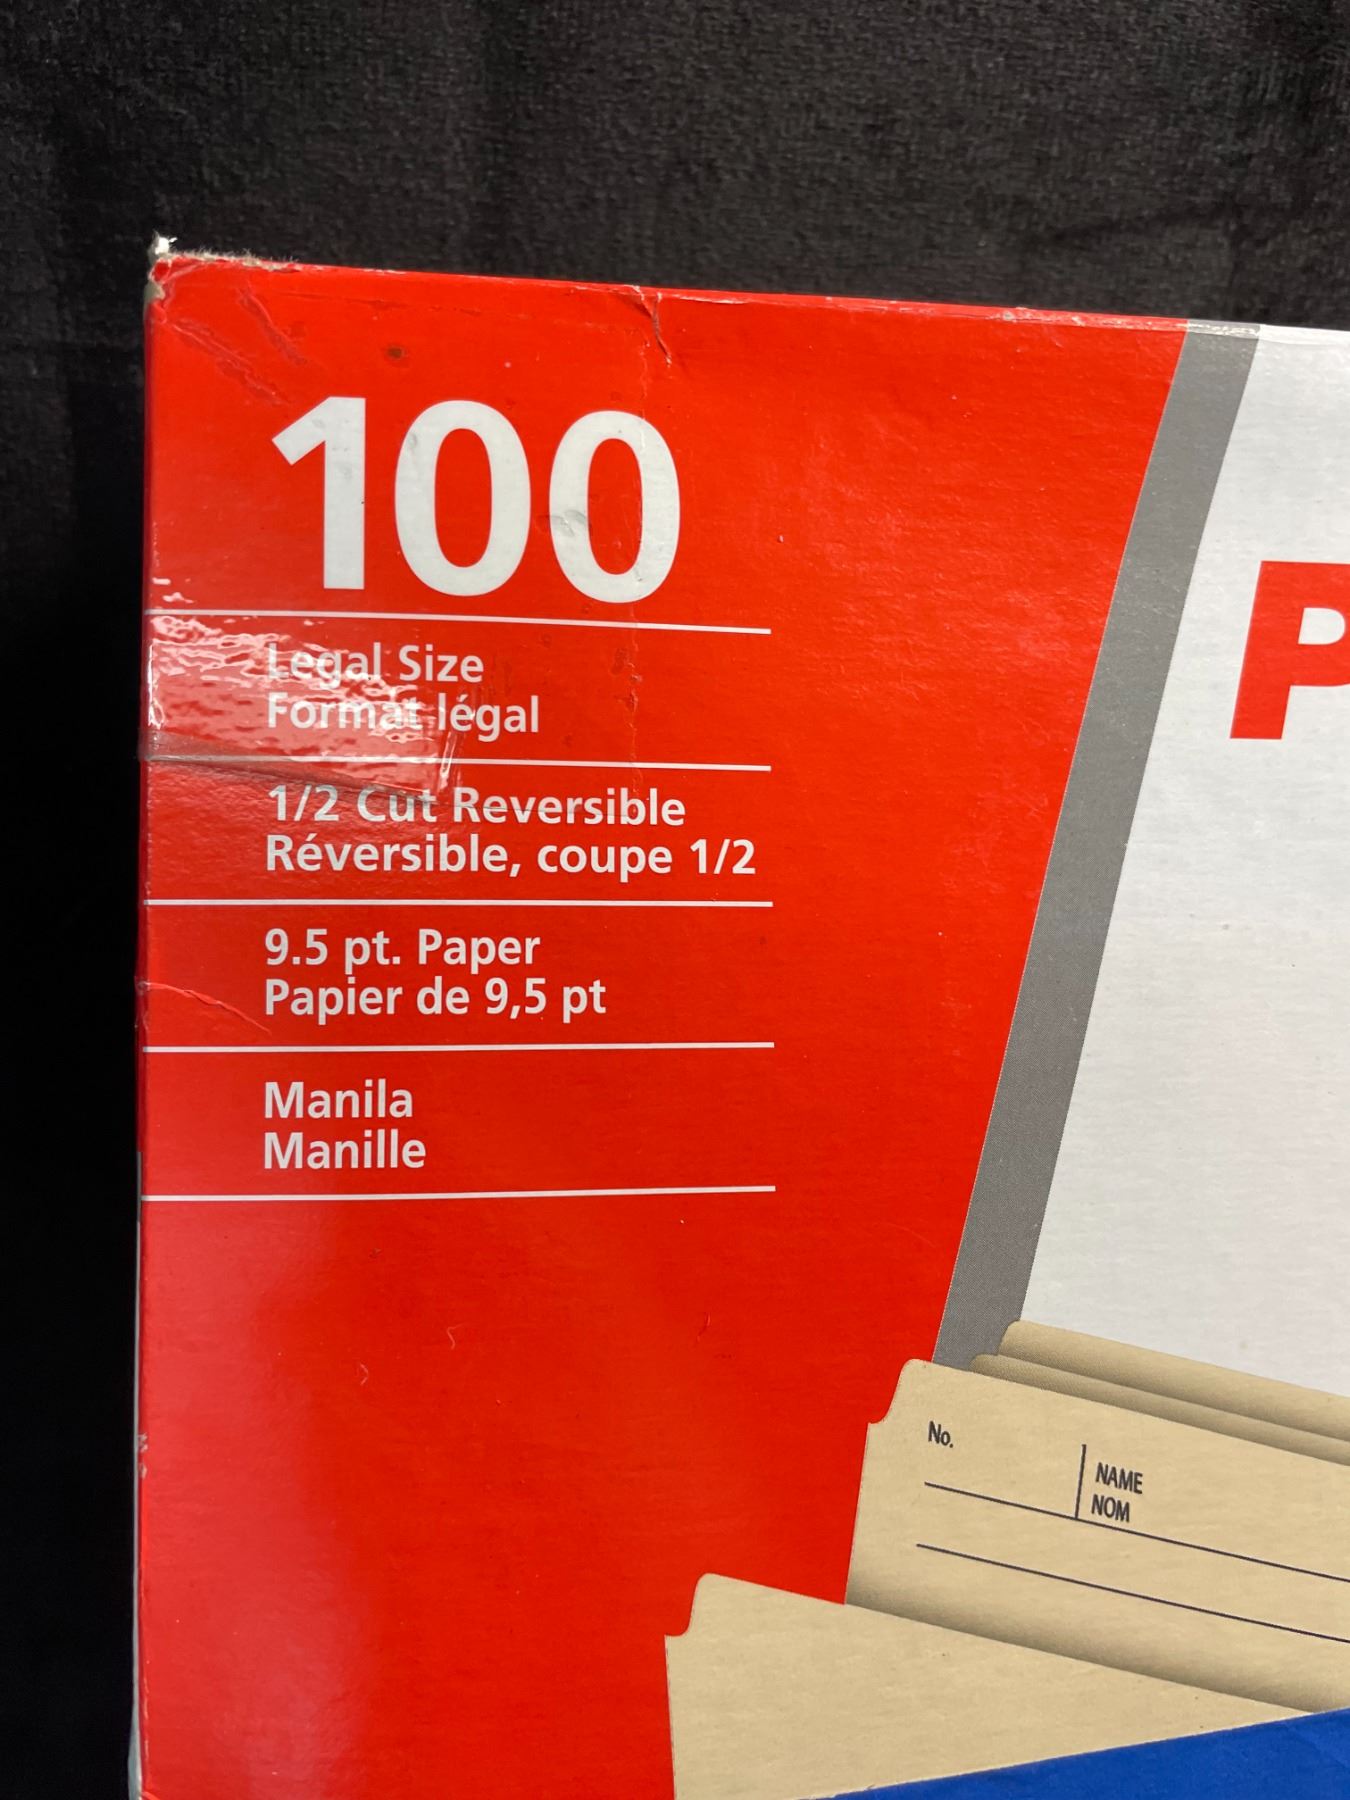 100
Legal Size
Format légal
1/2 Cut Reversible
Réversible, coupe 1/2
9.5 pt. Paper
Papier de 9,5 pt
Manila
Manille
P
No.
NAME
NOM